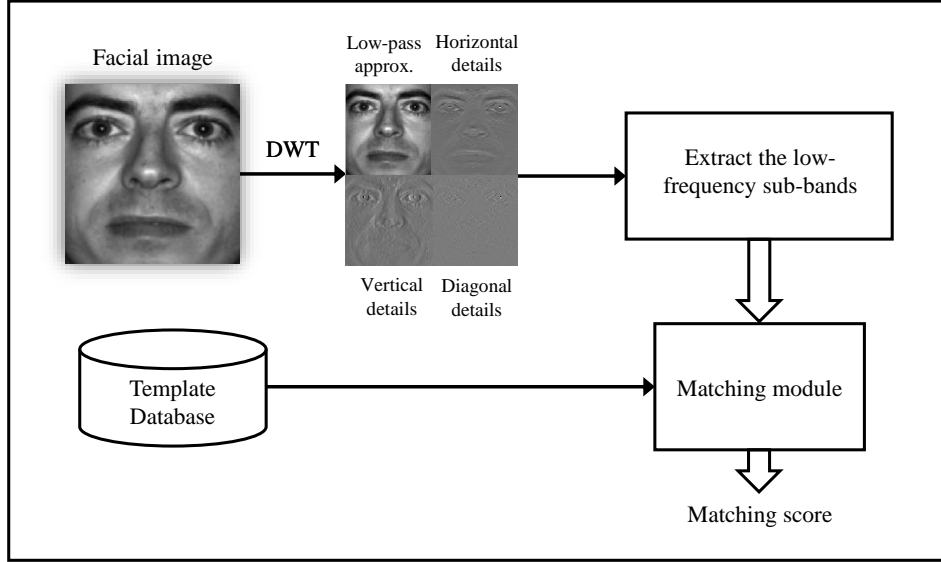 Facial image
Low-pass
approx.
Horizontal
details
DWT
Vertical
details
Diagonal
details
Extract the low-
frequency sub-bands
Template
Database
Matching module
Matching score